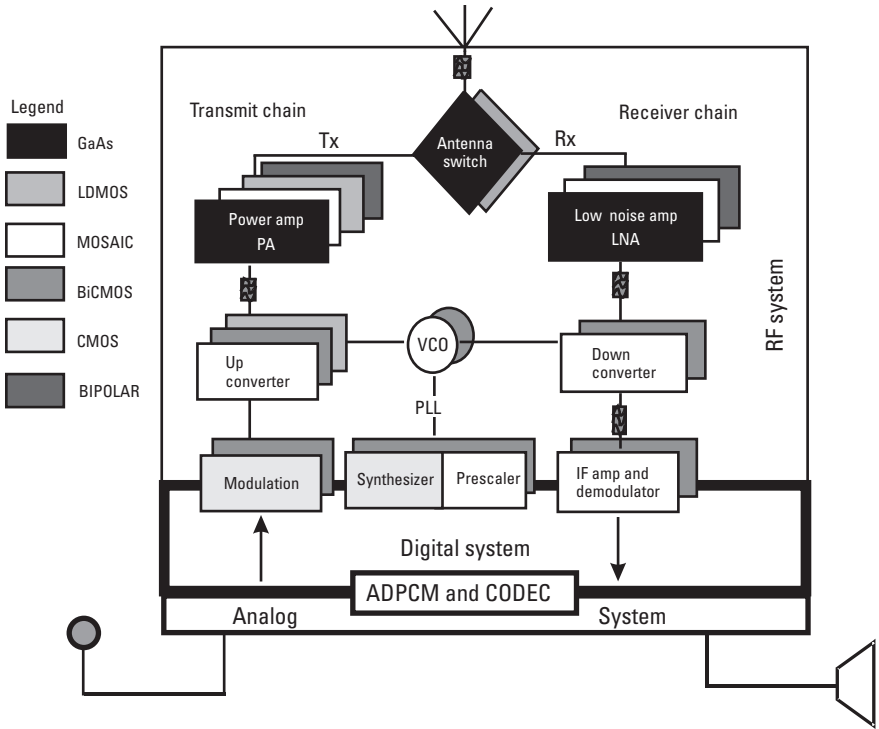 Legend
GaAs
LDMOS
MOSAIC
BiCMOS
CMOS
BIPOLAR
Transmit chain
Receiver chain
Tx
Antenna
switch
Rx
Power amp
PA
Low noise amp
LNA
RF system
Up
converter
VCO
Down
converter
PLL
Modulation
Synthesizer
Prescaler
IF amp and
demodulator
Digital system
ADPCM and CODEC
Analog
System